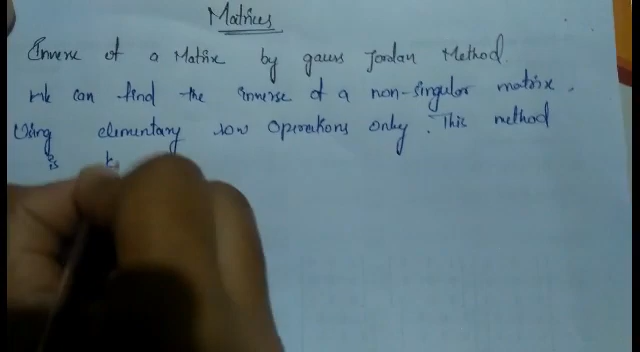 Matrices
Inverse of a Matrix by gauss Jordan Method.
We can find the inverse of a non-singular matrix.
Using elementary row operations only. This method
is